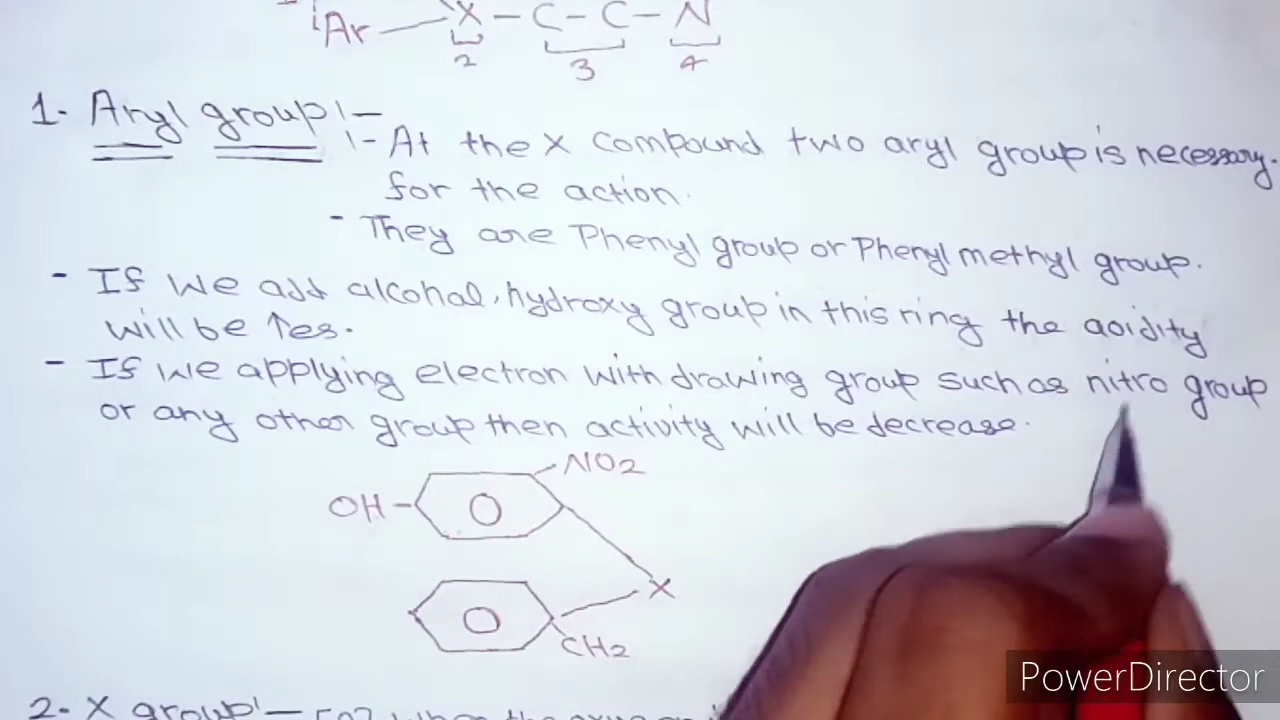 Ar — X – C – C – N
2 3 4
1. Aryl group :-
1- At the X compound two aryl group is necessary.
for the action.
- They are Phenyl group or Phenyl methyl group.
- If we add alcohal, hydroxy group in this ring the acidity
will be ↑es.
- If we applying electron with drawing group such as nitro group
or any other group then activity will be decrease.
NO2
OH
X
CH2
2- X group :-
PowerDirector